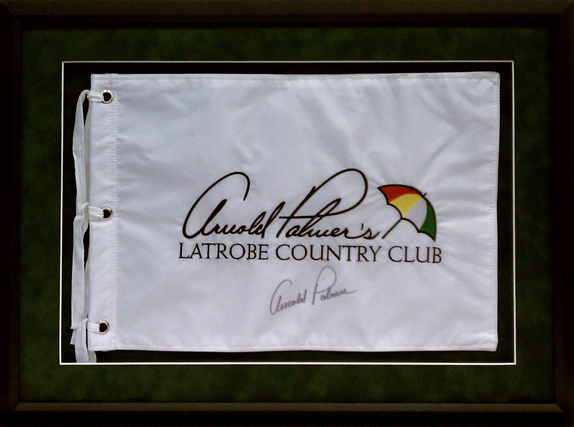 Arnold Palmer's
LATROBE COUNTRY CLUB
Arnold Palmer